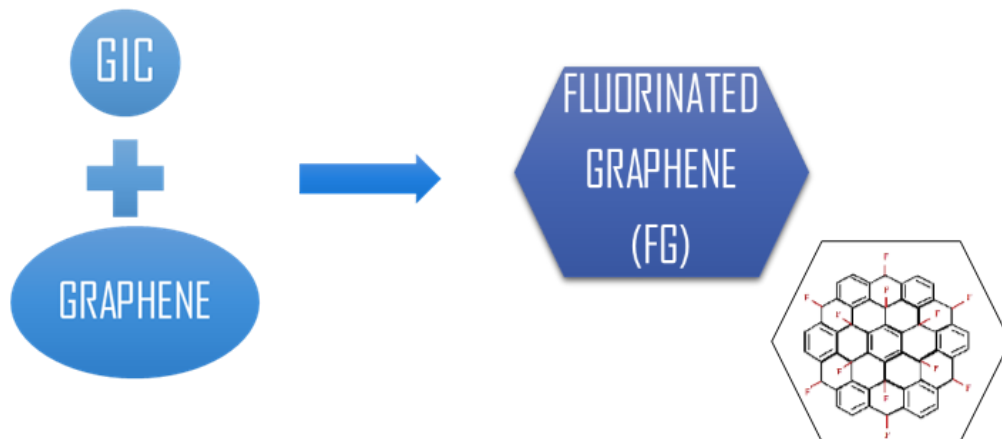 GIC
GRAPHENE
FLUORINATED
GRAPHENE
(FG)
F
F
F F
F F
F F
F F
F
F